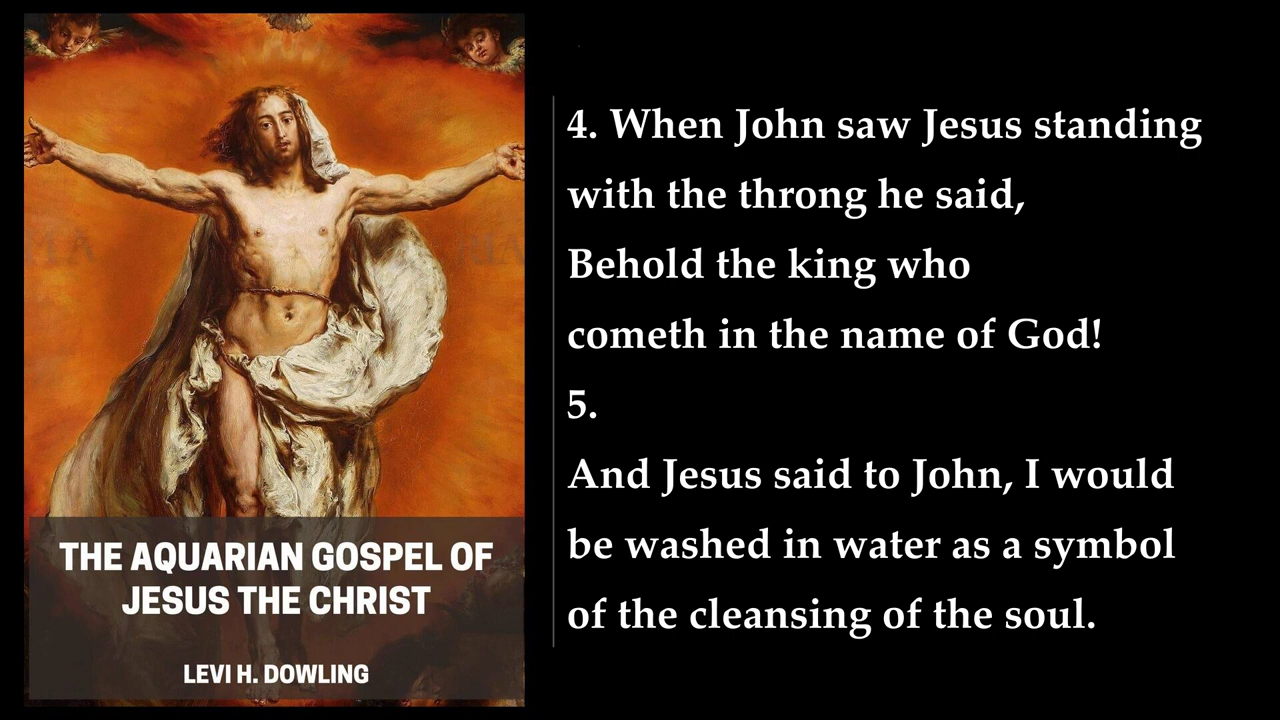 THE AQUARIAN GOSPEL OF
JESUS THE CHRIST
LEVI H. DOWLING
4. When John saw Jesus standing
with the throng he said,
Behold the king who
cometh in the name of God!
5.
And Jesus said to John, I would
be washed in water as a symbol
of the cleansing of the soul.